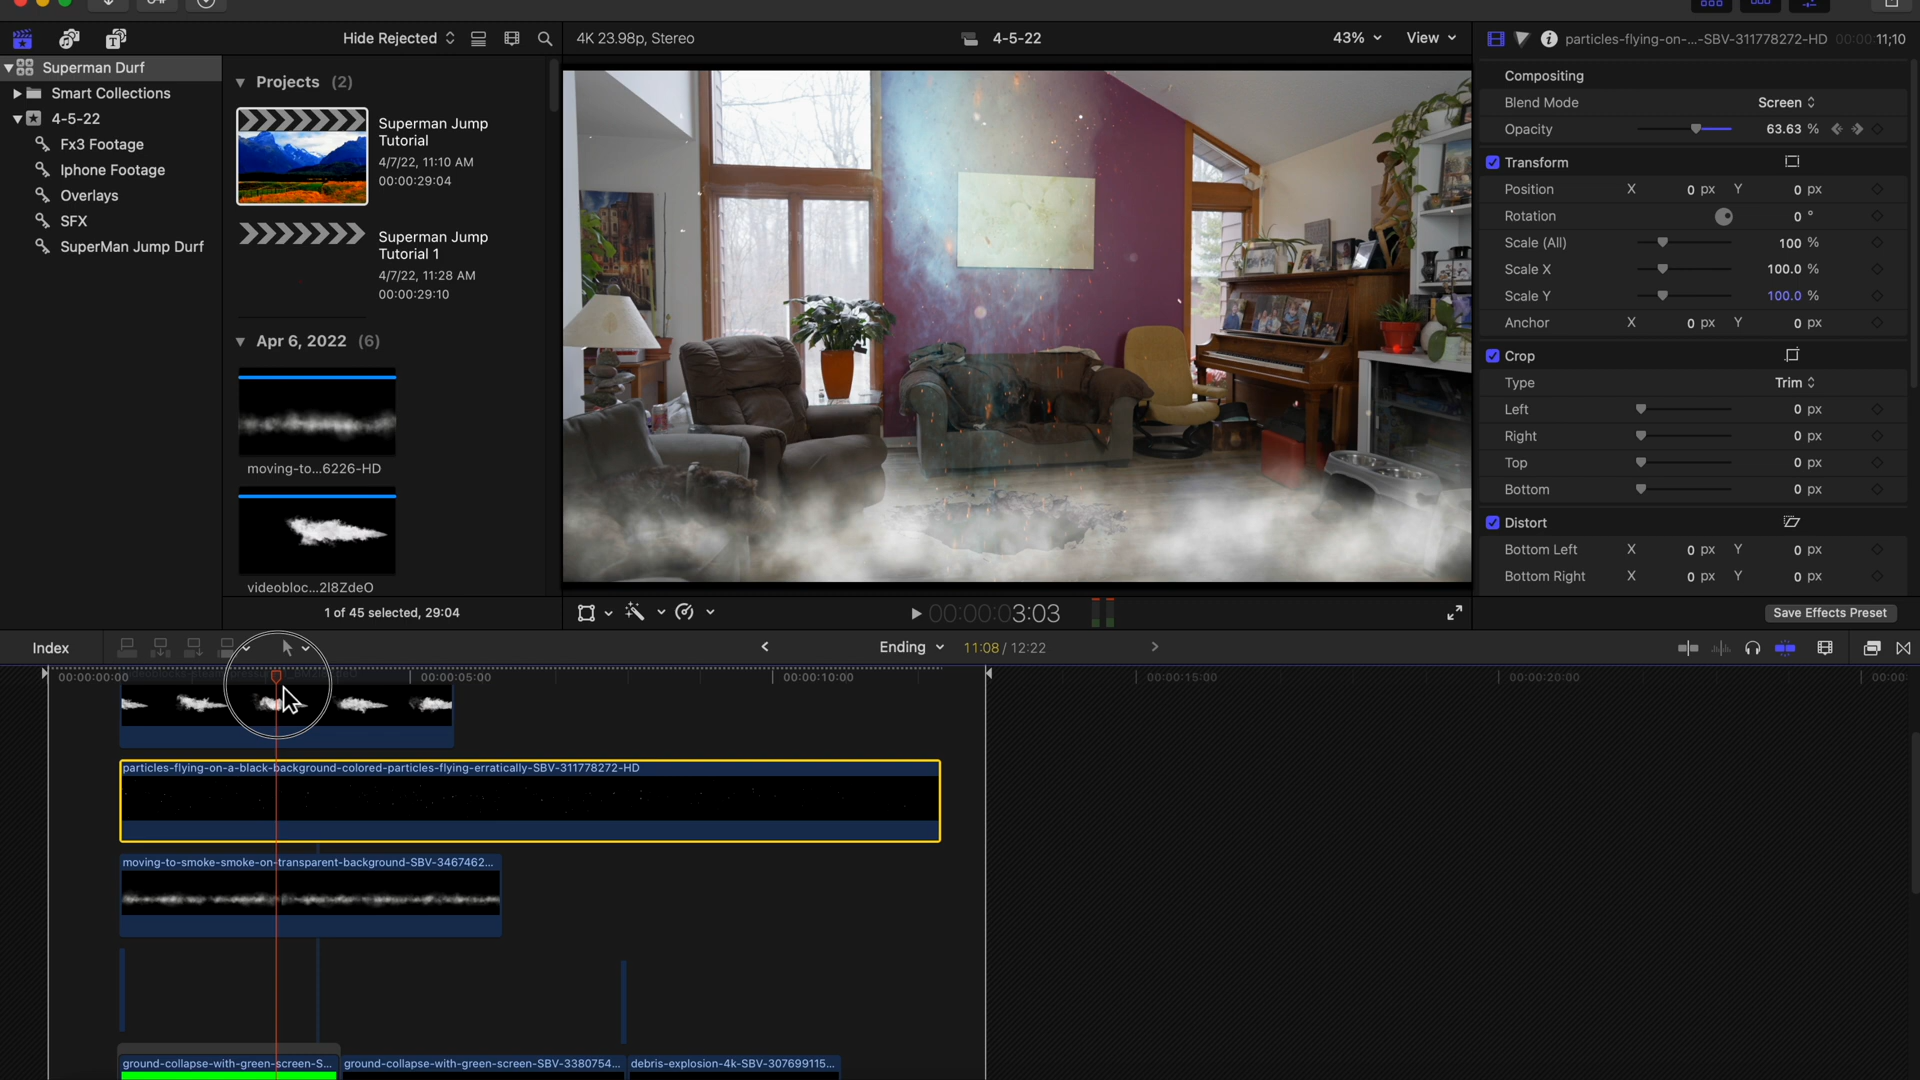 Hide Rejected
4K 23.98p, Stereo
4-5-22
43%
View
particles-flying-on-...-SBV-311778272-HD
00:00:11;10
Superman Durf
Smart Collections
4-5-22
Fx3 Footage
Iphone Footage
Overlays
SFX
SuperMan Jump Durf
Projects (2)
Superman Jump
Tutorial
4/7/22, 11:10 AM
00:00:29:04
Superman Jump
Tutorial 1
4/7/22, 11:28 AM
00:00:29:10
Apr 6, 2022 (6)
moving-to...6226-HD
videobloc...2I8ZdeO
1 of 45 selected, 29:04
00:00:03:03
Compositing
Blend Mode Screen
Opacity 63.63 %
Transform
Position X 0 px Y 0 px
Rotation 0 °
Scale (All) 100 %
Scale X 100.0 %
Scale Y 100.0 %
Anchor X 0 px Y 0 px
Crop
Type Trim
Left 0 px
Right 0 px
Top 0 px
Bottom 0 px
Distort
Bottom Left X 0 px Y 0 px
Bottom Right X 0 px Y 0 px
Save Effects Preset
Index
Ending 11:08 / 12:22
00:00:00:00
00:00:05:00
00:00:10:00
00:00:15:00
00:00:20:00
00:00:
particles-flying-on-a-black-background-colored-particles-flying-erratically-SBV-311778272-HD
moving-to-smoke-smoke-on-transparent-background-SBV-3467462...
ground-collapse-with-green-screen-S...
ground-collapse-with-green-screen-SBV-3380754...
debris-explosion-4k-SBV-307699115...